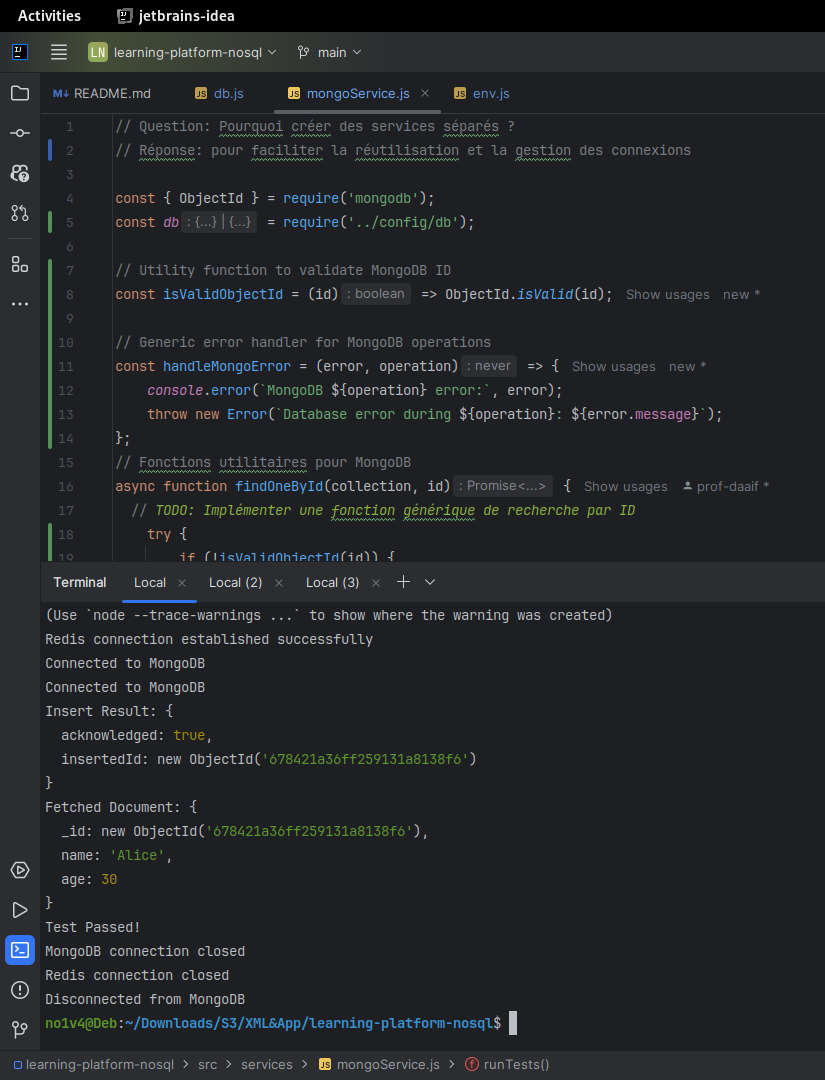 Activities jetbrains-idea
LN learning-platform-nosql main
README.md db.js mongoService.js env.js
1 // Question: Pourquoi créer des services séparés ?
2 // Réponse: pour faciliter la réutilisation et la gestion des connexions
3
4 const { ObjectId } = require('mongodb');
5 const db : {...} | {...} = require('../config/db');
6
7 // Utility function to validate MongoDB ID
8 const isValidObjectId = (id) : boolean => ObjectId.isValid(id); Show usages new *
9
10 // Generic error handler for MongoDB operations
11 const handleMongoError = (error, operation) : never => { Show usages new *
12 console.error(`MongoDB ${operation} error:`, error);
13 throw new Error(`Database error during ${operation}: ${error.message}`);
14 };
15 // Fonctions utilitaires pour MongoDB
16 async function findOneById(collection, id) : Promise<...> { Show usages prof-daaif *
17 // TODO: Implémenter une fonction générique de recherche par ID
18 try {
19 if (!isValidObjectId(id)) {
Terminal Local Local (2) Local (3)
(Use `node --trace-warnings ...` to show where the warning was created)
Redis connection established successfully
Connected to MongoDB
Connected to MongoDB
Insert Result: {
acknowledged: true,
insertedId: new ObjectId('678421a36ff259131a8138f6')
}
Fetched Document: {
_id: new ObjectId('678421a36ff259131a8138f6'),
name: 'Alice',
age: 30
}
Test Passed!
MongoDB connection closed
Redis connection closed
Disconnected from MongoDB
no1v4@Deb:~/Downloads/S3/XML&App/learning-platform-nosql$
learning-platform-nosql > src > services > mongoService.js > runTests()